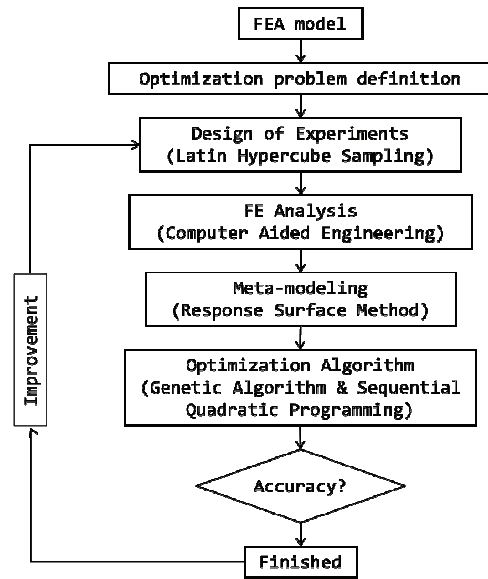 FEA model
Optimization problem definition
Design of Experiments
(Latin Hypercube Sampling)
FE Analysis
(Computer Aided Engineering)
Meta-modeling
(Response Surface Method)
Optimization Algorithm
(Genetic Algorithm & Sequential
Quadratic Programming)
Improvement
Accuracy?
Finished